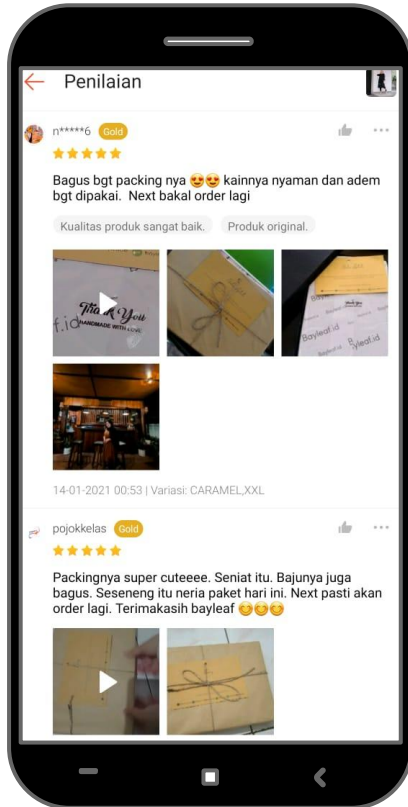 Penilaian
n*****6 Gold
Bagus bgt packing nya 😍😍 kainnya nyaman dan adem
bgt dipakai. Next bakal order lagi
Kualitas produk sangat baik. Produk original.
f.id
Thank You
HANDMADE WITH LOVE
Bayleaf.id
Bayleaf.id
14-01-2021 00:53 | Variasi: CARAMEL,XXL
pojokkelas Gold
Packingnya super cuteeee. Seniat itu. Bajunya juga
bagus. Seseneng itu neria paket hari ini. Next pasti akan
order lagi. Terimakasih bayleaf 😊😊😊